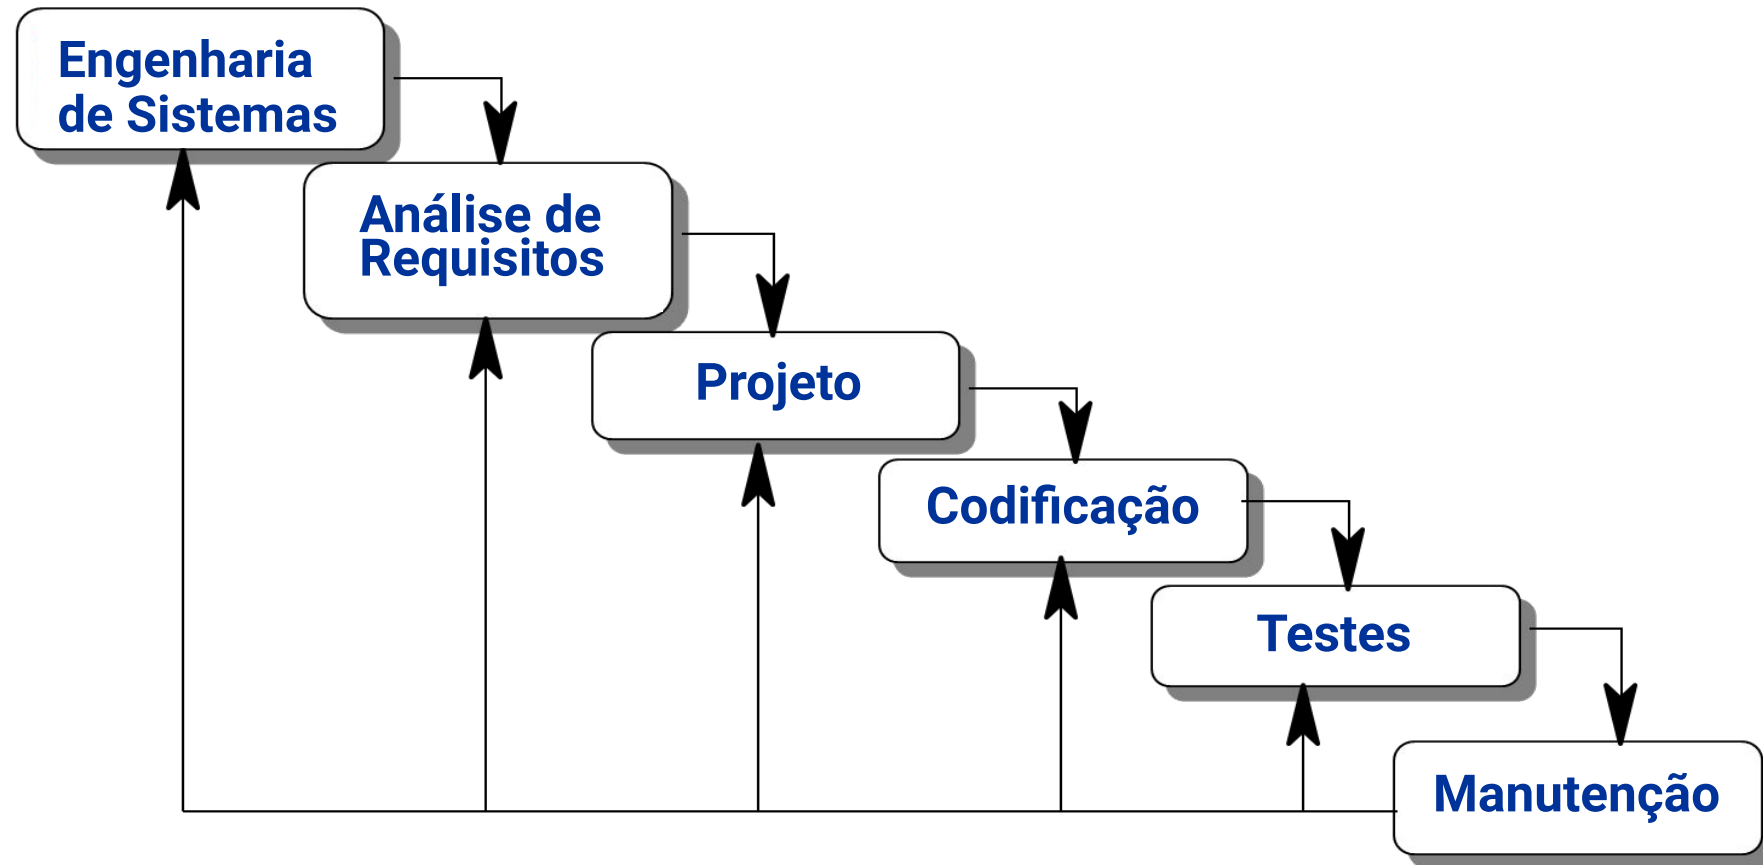 Engenharia
de Sistemas
Análise de
Requisitos
Projeto
Codificação
Testes
Manutenção